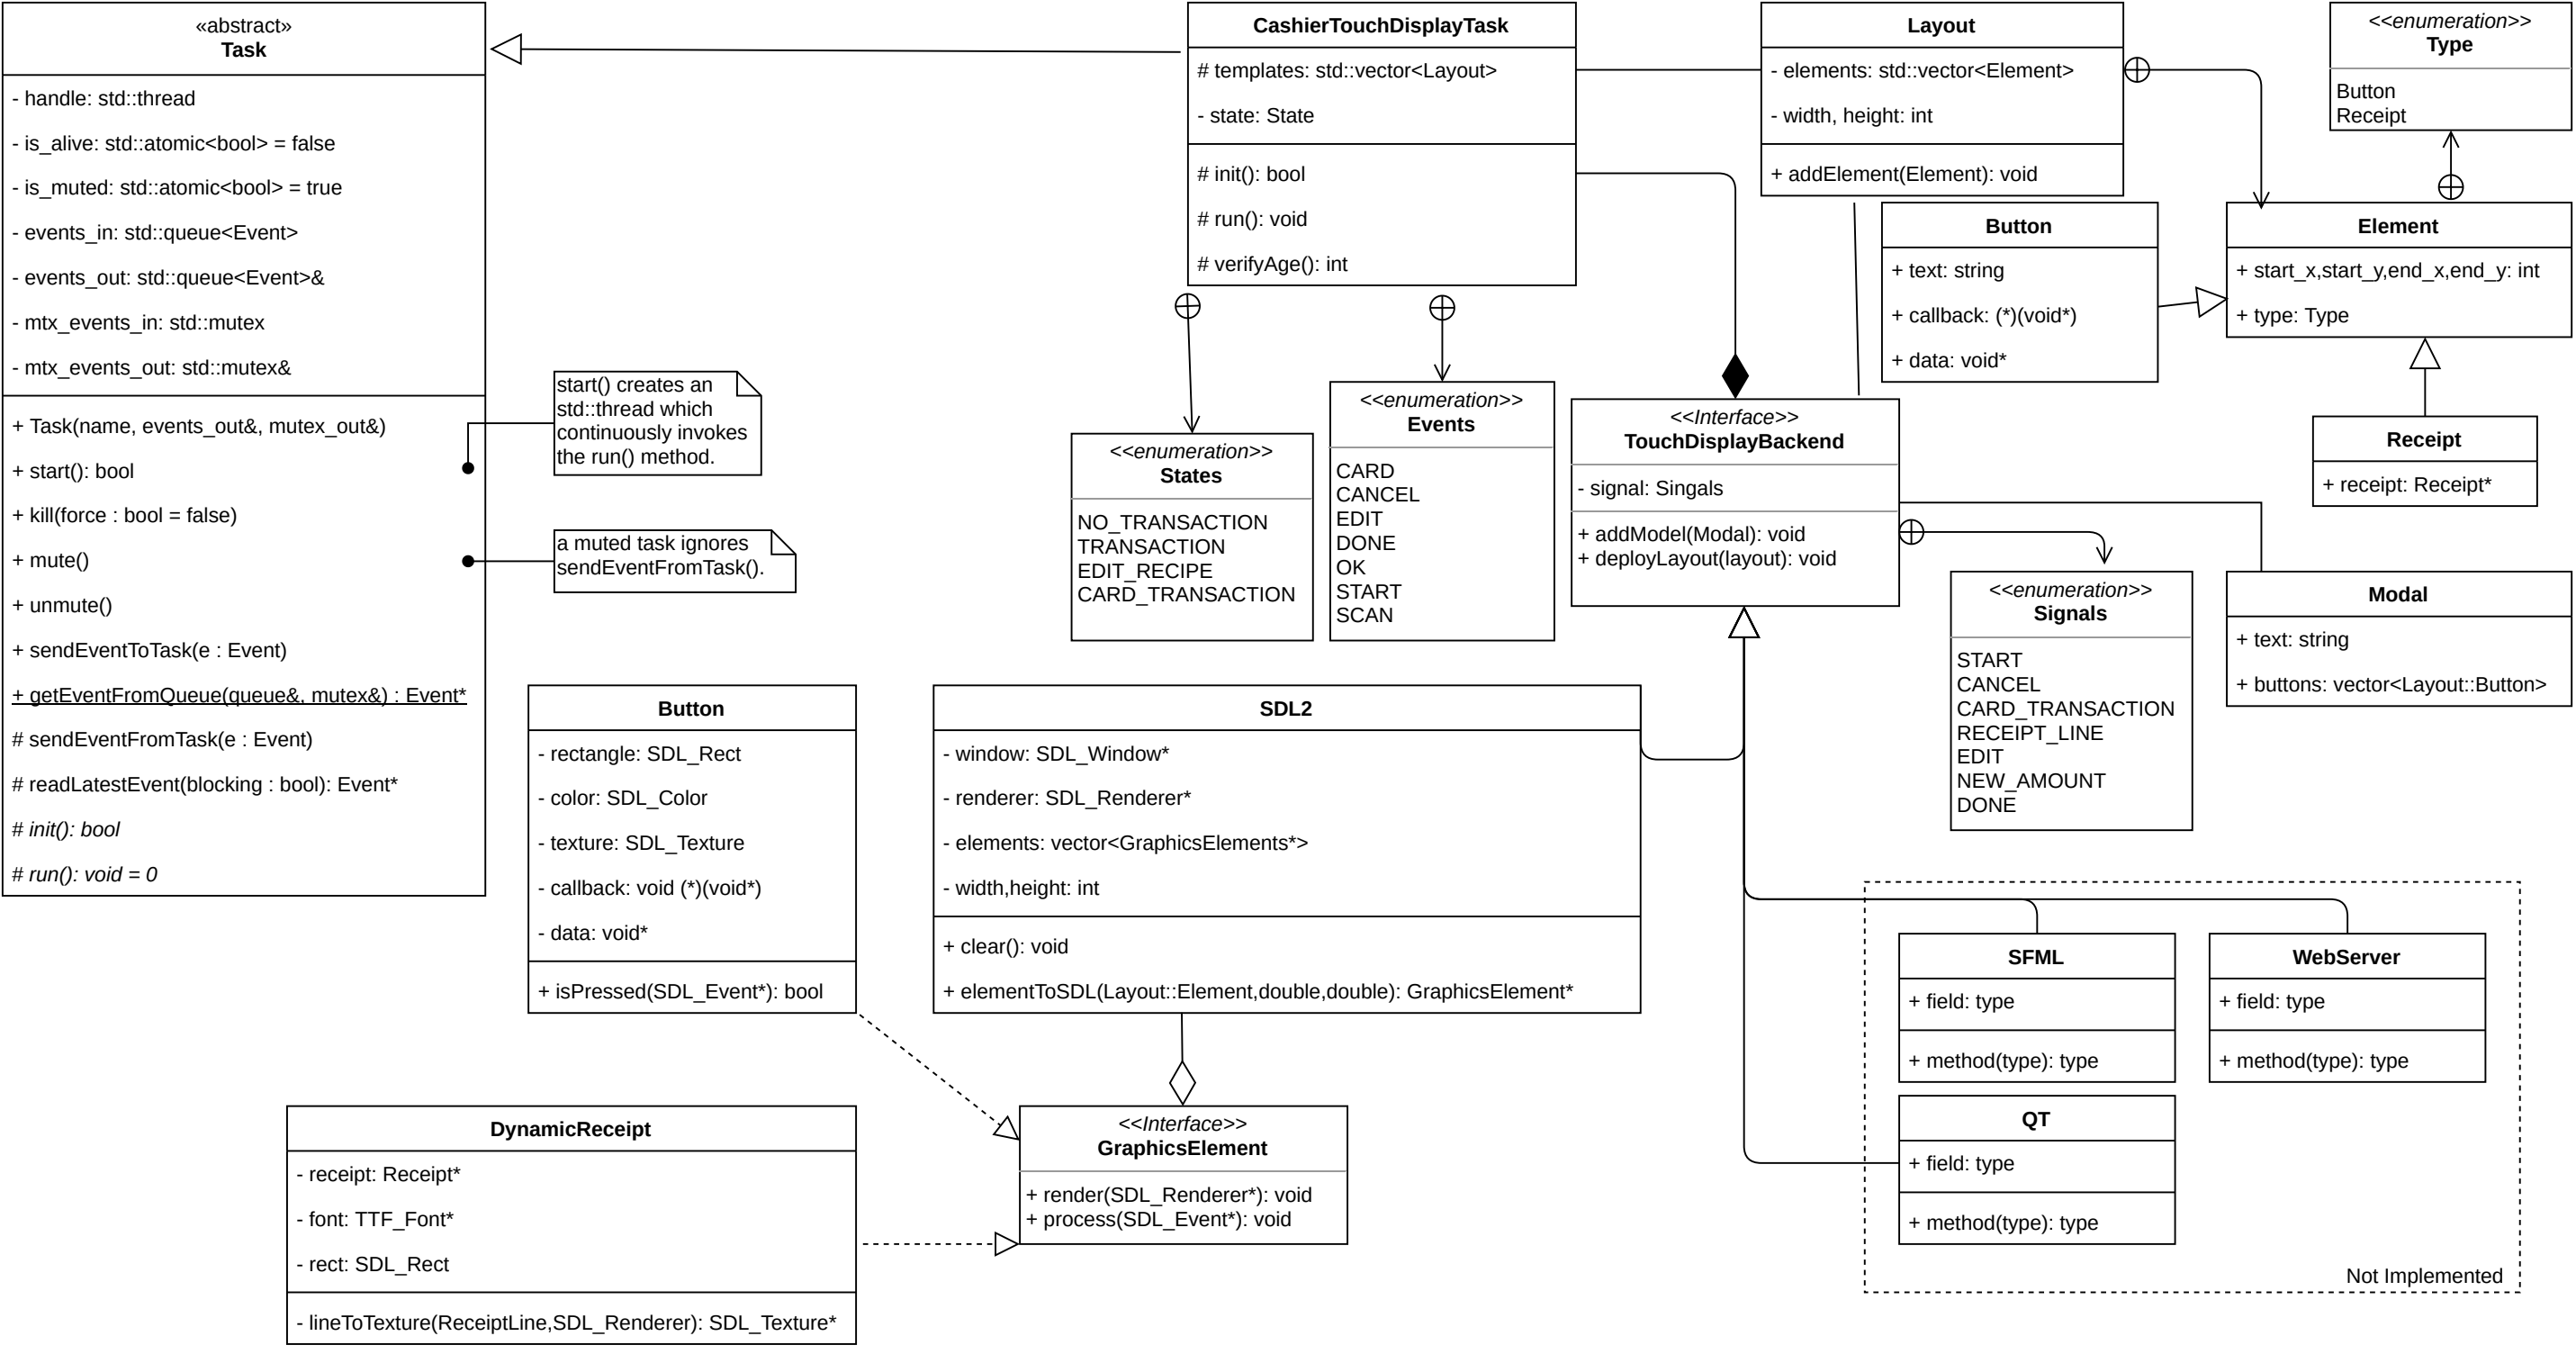 «abstract»
Task
- handle: std::thread
- is_alive: std::atomic<bool> = false
- is_muted: std::atomic<bool> = true
- events_in: std::queue<Event>
- events_out: std::queue<Event>&
- mtx_events_in: std::mutex
- mtx_events_out: std::mutex&
+ Task(name, events_out&, mutex_out&)
+ start(): bool
+ kill(force : bool = false)
+ mute()
+ unmute()
+ sendEventToTask(e : Event)
+ getEventFromQueue(queue&, mutex&) : Event*
# sendEventFromTask(e : Event)
# readLatestEvent(blocking : bool): Event*
# init(): bool
# run(): void = 0
start() creates an
std::thread which
continuously invokes
the run() method.
a muted task ignores
sendEventFromTask().
CashierTouchDisplayTask
# templates: std::vector<Layout>
- state: State
# init(): bool
# run(): void
# verifyAge(): int
Layout
- elements: std::vector<Element>
- width, height: int
+ addElement(Element): void
<<enumeration>>
Type
Button
Receipt
Button
+ text: string
+ callback: (*)(void*)
+ data: void*
Element
+ start_x,start_y,end_x,end_y: int
+ type: Type
Receipt
+ receipt: Receipt*
<<enumeration>>
States
NO_TRANSACTION
TRANSACTION
EDIT_RECIPE
CARD_TRANSACTION
<<enumeration>>
Events
CARD
CANCEL
EDIT
DONE
OK
START
SCAN
<<Interface>>
TouchDisplayBackend
- signal: Singals
+ addModel(Modal): void
+ deployLayout(layout): void
<<enumeration>>
Signals
START
CANCEL
CARD_TRANSACTION
RECEIPT_LINE
EDIT
NEW_AMOUNT
DONE
Modal
+ text: string
+ buttons: vector<Layout::Button>
Button
- rectangle: SDL_Rect
- color: SDL_Color
- texture: SDL_Texture
- callback: void (*)(void*)
- data: void*
+ isPressed(SDL_Event*): bool
SDL2
- window: SDL_Window*
- renderer: SDL_Renderer*
- elements: vector<GraphicsElements*>
- width,height: int
+ clear(): void
+ elementToSDL(Layout::Element,double,double): GraphicsElement*
SFML
+ field: type
+ method(type): type
WebServer
+ field: type
+ method(type): type
QT
+ field: type
+ method(type): type
Not Implemented
DynamicReceipt
- receipt: Receipt*
- font: TTF_Font*
- rect: SDL_Rect
- lineToTexture(ReceiptLine,SDL_Renderer): SDL_Texture*
<<Interface>>
GraphicsElement
+ render(SDL_Renderer*): void
+ process(SDL_Event*): void